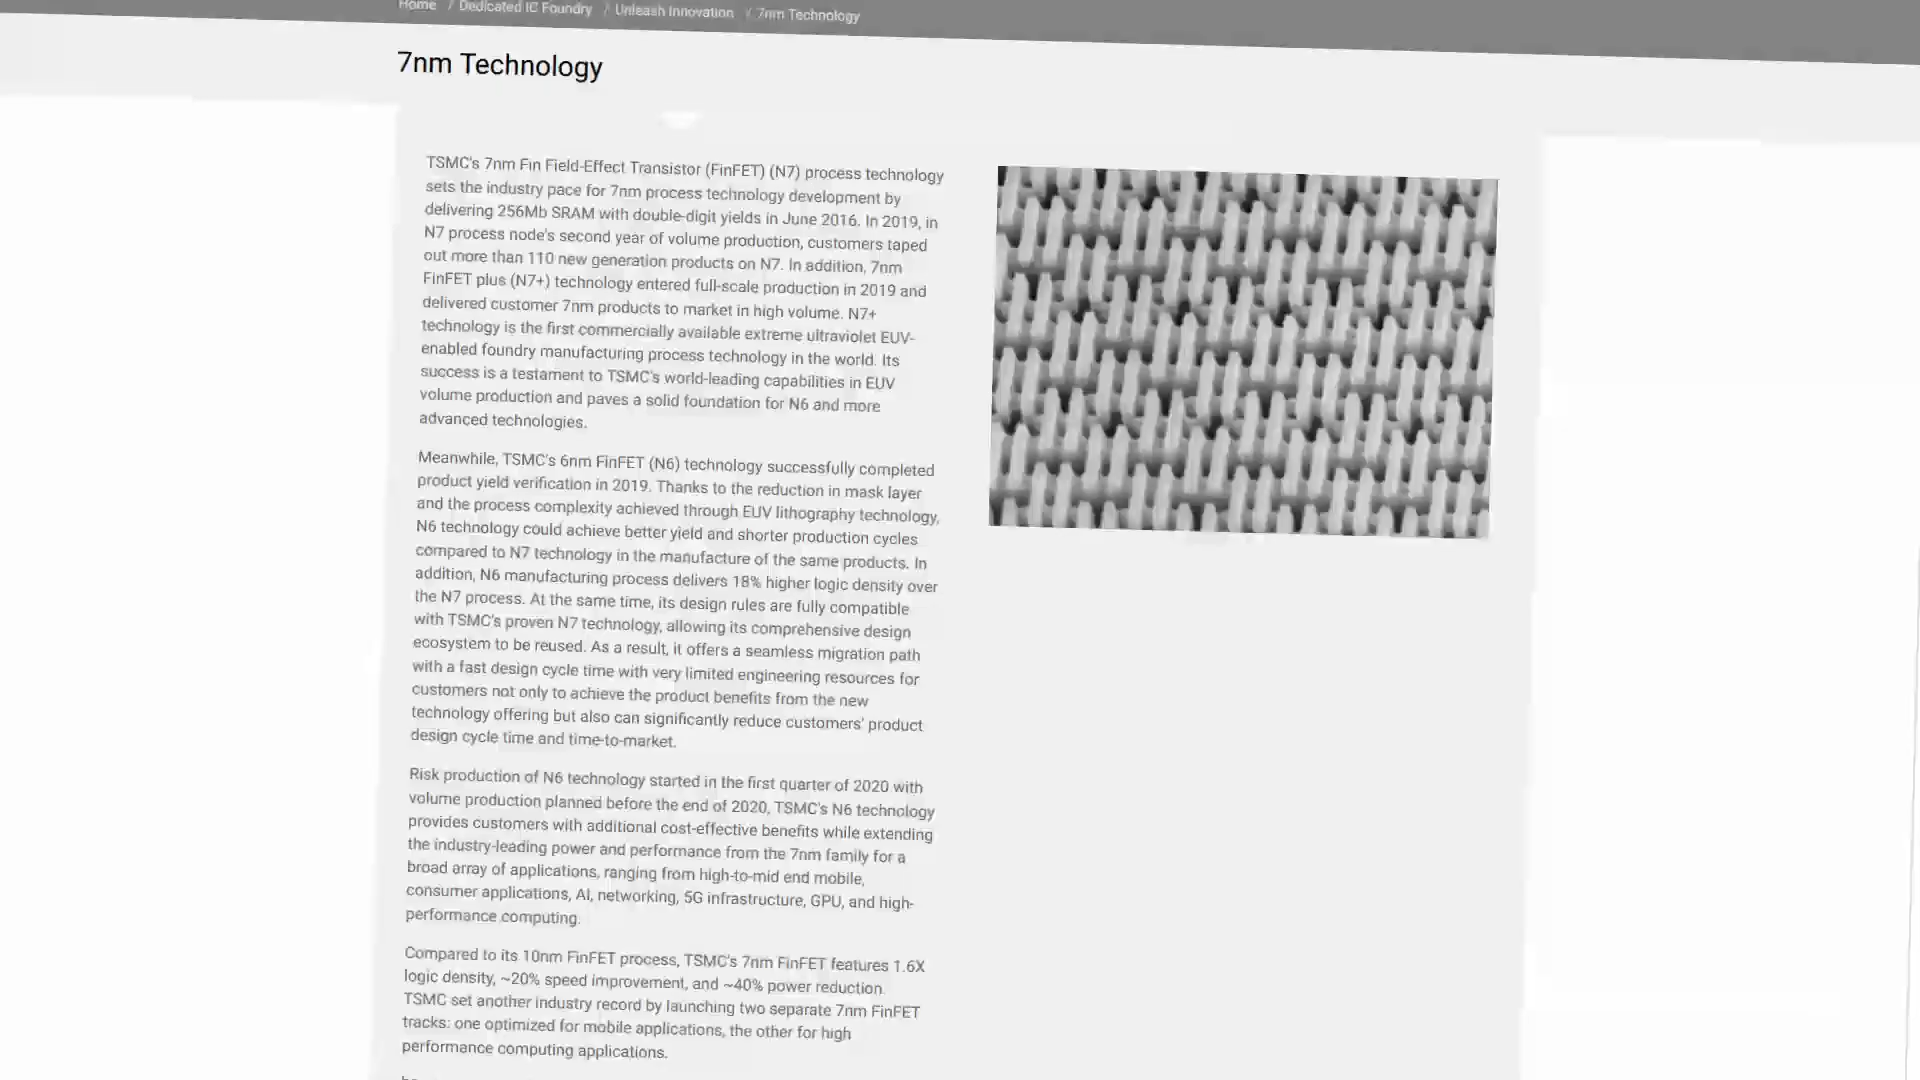 Home / Dedicated IC Foundry / Unleash Innovation / 7nm Technology
7nm Technology
TSMC's 7nm Fin Field-Effect Transistor (FinFET) (N7) process technology
sets the industry pace for 7nm process technology development by
delivering 256Mb SRAM with double-digit yields in June 2016. In 2019, in
N7 process node's second year of volume production, customers taped
out more than 110 new generation products on N7. In addition, 7nm
FinFET plus (N7+) technology entered full-scale production in 2019 and
delivered customer 7nm products to market in high volume. N7+
technology is the first commercially available extreme ultraviolet EUV-
enabled foundry manufacturing process technology in the world. Its
success is a testament to TSMC's world-leading capabilities in EUV
volume production and paves a solid foundation for N6 and more
advanced technologies.
Meanwhile, TSMC's 6nm FinFET (N6) technology successfully completed
product yield verification in 2019. Thanks to the reduction in mask layer
and the process complexity achieved through EUV lithography technology,
N6 technology could achieve better yield and shorter production cycles
compared to N7 technology in the manufacture of the same products. In
addition, N6 manufacturing process delivers 18% higher logic density over
the N7 process. At the same time, its design rules are fully compatible
with TSMC's proven N7 technology, allowing its comprehensive design
ecosystem to be reused. As a result, it offers a seamless migration path
with a fast design cycle time with very limited engineering resources for
customers not only to achieve the product benefits from the new
technology offering but also can significantly reduce customers' product
design cycle time and time-to-market.
Risk production of N6 technology started in the first quarter of 2020 with
volume production planned before the end of 2020, TSMC's N6 technology
provides customers with additional cost-effective benefits while extending
the industry-leading power and performance from the 7nm family for a
broad array of applications, ranging from high-to-mid end mobile,
consumer applications, AI, networking, 5G infrastructure, GPU, and high-
performance computing.
Compared to its 10nm FinFET process, TSMC's 7nm FinFET features 1.6X
logic density, ~20% speed improvement, and ~40% power reduction.
TSMC set another industry record by launching two separate 7nm FinFET
tracks: one optimized for mobile applications, the other for high
performance computing applications.